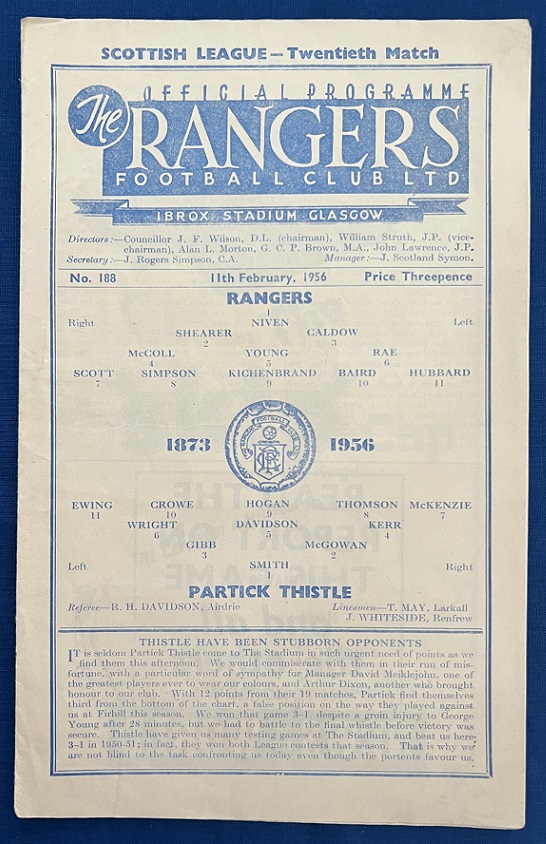 SCOTTISH LEAGUE — Twentieth Match
OFFICIAL PROGRAMME
The RANGERS
FOOTBALL CLUB LTD
IBROX STADIUM GLASGOW
Directors:—Councillor J. F. Wilson, D.L. (chairman), William Struth, J.P. (vice-
chairman), Alan L. Morton, G. C. P. Brown, M.A., John Lawrence, J.P.
Secretary:—J. Rogers Simpson, C.A. Manager:—J. Scotland Symon.
No. 188 11th February, 1956 Price Threepence
RANGERS
1
Right NIVEN Left
SHEARER CALDOW
2 3
McCOLL YOUNG RAE
4 5 6
SCOTT SIMPSON KICHENBRAND BAIRD HUBBARD
7 8 9 10 11
1873 1956
EWING CROWE HOGAN THOMSON McKENZIE
11 10 9 8 7
WRIGHT DAVIDSON KERR
6 5 4
GIBB McGOWAN
3 2
Left SMITH Right
1
PARTICK THISTLE
Referee—R. H. DAVIDSON, Airdrie Linesmen—T. MAY, Larkall
J. WHITESIDE, Renfrew
THISTLE HAVE BEEN STUBBORN OPPONENTS
IT is seldom Partick Thistle come to The Stadium in such urgent need of points as we
find them this afternoon. We would commiserate with them in their run of mis-
fortune, with a particular word of sympathy for Manager David Meiklejohn, one of
the greatest players ever to wear our colours, and Arthur Dixon, another who brought
honour to our club. With 12 points from their 19 matches, Partick find themselves
third from the bottom of the chart, a false position on the way they played against
us at Firhill this season. We won that game 3-1, despite a groin injury to George
Young after 28 minutes, but we had to battle to the final whistle before victory was
secure. Thistle have given us many testing games at The Stadium, and beat us here
3-1 in 1950-51; in fact, they won both League contests that season. That is why we
are not blind to the task confronting us today even though the portents favour us.